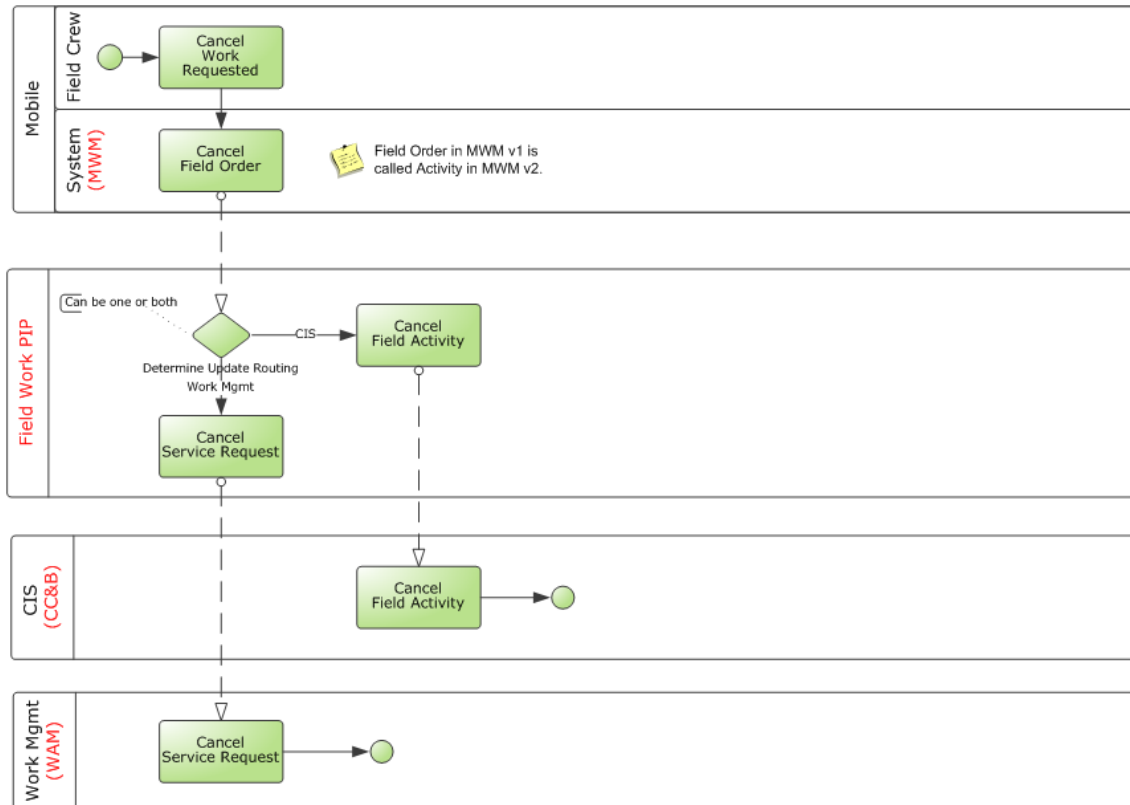 Mobile
Field Crew
Cancel
Work
Requested
System
(MWM)
Cancel
Field Order
Field Order in MWM v1 is
called Activity in MWM v2.
Field Work PIP
Can be one or both
CIS
Cancel
Field Activity
Determine Update Routing
Work Mgmt
Cancel
Service Request
CIS
(CC&B)
Cancel
Field Activity
Work Mgmt
(WAM)
Cancel
Service Request